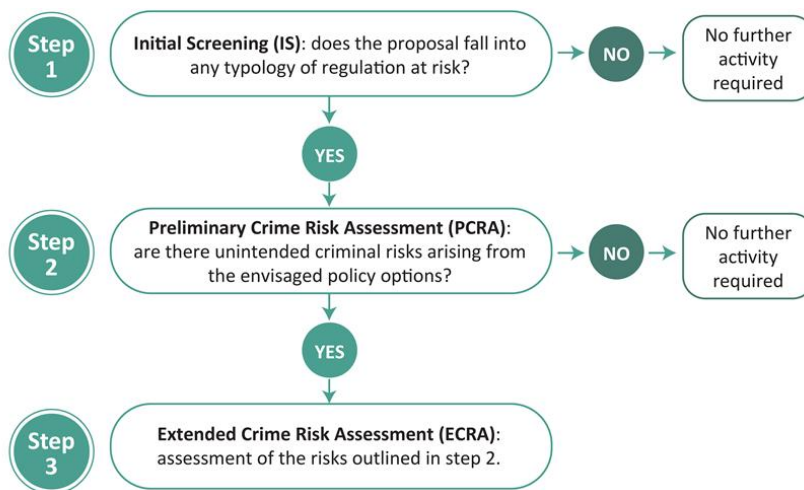 Step
1
Initial Screening (IS): does the proposal fall into
any typology of regulation at risk?
NO
No further
activity
required
YES
Step
2
Preliminary Crime Risk Assessment (PCRA):
are there unintended criminal risks arising from
the envisaged policy options?
NO
No further
activity
required
YES
Step
3
Extended Crime Risk Assessment (ECRA):
assessment of the risks outlined in step 2.